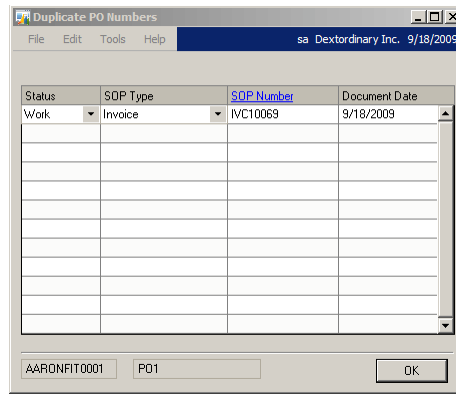 Duplicate PO Numbers
File Edit Tools Help sa Dextordinary Inc. 9/18/2009
Status SOP Type SOP Number Document Date
Work Invoice IVC10069 9/18/2009
AARONFIT0001 PO1 OK